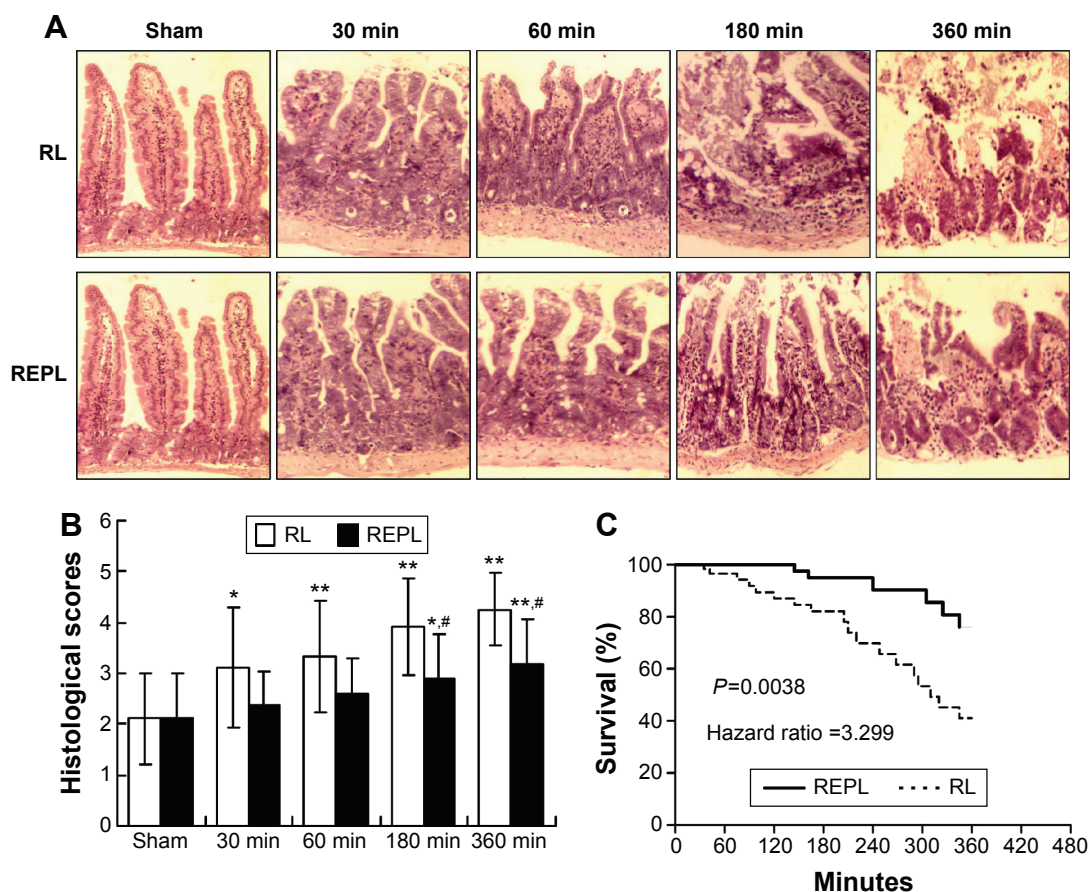 A
Sham 30 min 60 min 180 min 360 min
RL
REPL
B
Histological scores
6
5
4
3
2
1
0
RL REPL
*
**
**
*,#
**
**,#
Sham 30 min 60 min 180 min 360 min
C
Survival (%)
100
80
60
40
20
0
P=0.0038
Hazard ratio =3.299
REPL RL
0 60 120 180 240 300 360 420 480
Minutes